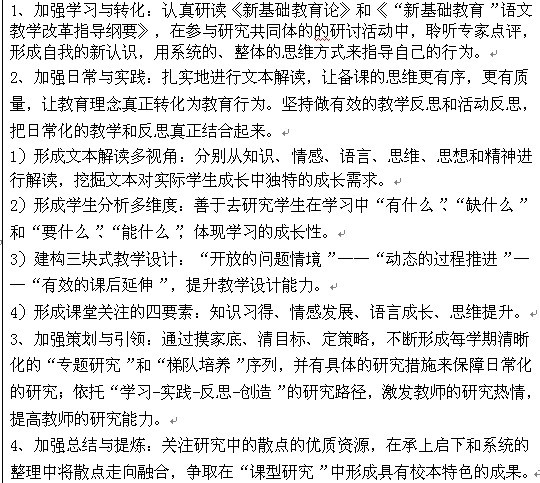 1、加强学习与转化：认真研读《新基础教育论》和《“新基础教育”语文
教学改革指导纲要》，在参与研究共同体的的研讨活动中，聆听专家点评，
形成自我的新认识，用系统的、整体的思维方式来指导自己的行为。
2、加强日常与实践：扎实地进行文本解读，让备课的思维更有序，更有质
量，让教育理念真正转化为教育行为。坚持做有效的教学反思和活动反思，
把日常化的教学和反思真正结合起来。
1）形成文本解读多视角：分别从知识、情感、语言、思维、思想和精神进
行解读，挖掘文本对实际学生成长中独特的成长需求。
2）形成学生分析多维度：善于去研究学生在学习中“有什么”、“缺什么”
和“要什么”、“能什么”，体现学习的成长性。
3）建构三块式教学设计：“开放的问题情境”——“动态的过程推进”—
—“有效的课后延伸”，提升教学设计能力。
4）形成课堂关注的四要素：知识习得、情感发展、语言成长、思维提升。
3、加强策划与引领：通过摸家底、清目标、定策略，不断形成每学期清晰
化的“专题研究”和“梯队培养”序列，并有具体的研究措施来保障日常化
的研究；依托“学习-实践-反思-创造”的研究路径，激发教师的研究热情，
提高教师的研究能力。
4、加强总结与提炼：关注研究中的散点的优质资源，在承上启下和系统的
整理中将散点走向融合，争取在“课型研究”中形成具有校本特色的成果。